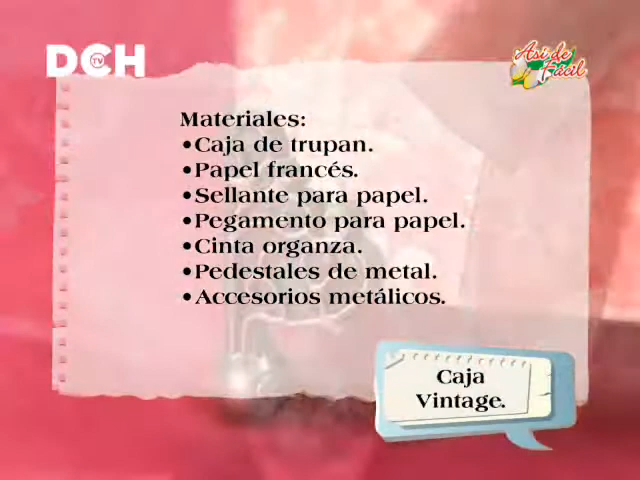 DCH
TV
Así de
Fácil
Materiales:
•Caja de trupan.
•Papel francés.
•Sellante para papel.
•Pegamento para papel.
•Cinta organza.
•Pedestales de metal.
•Accesorios metálicos.
Caja
Vintage.